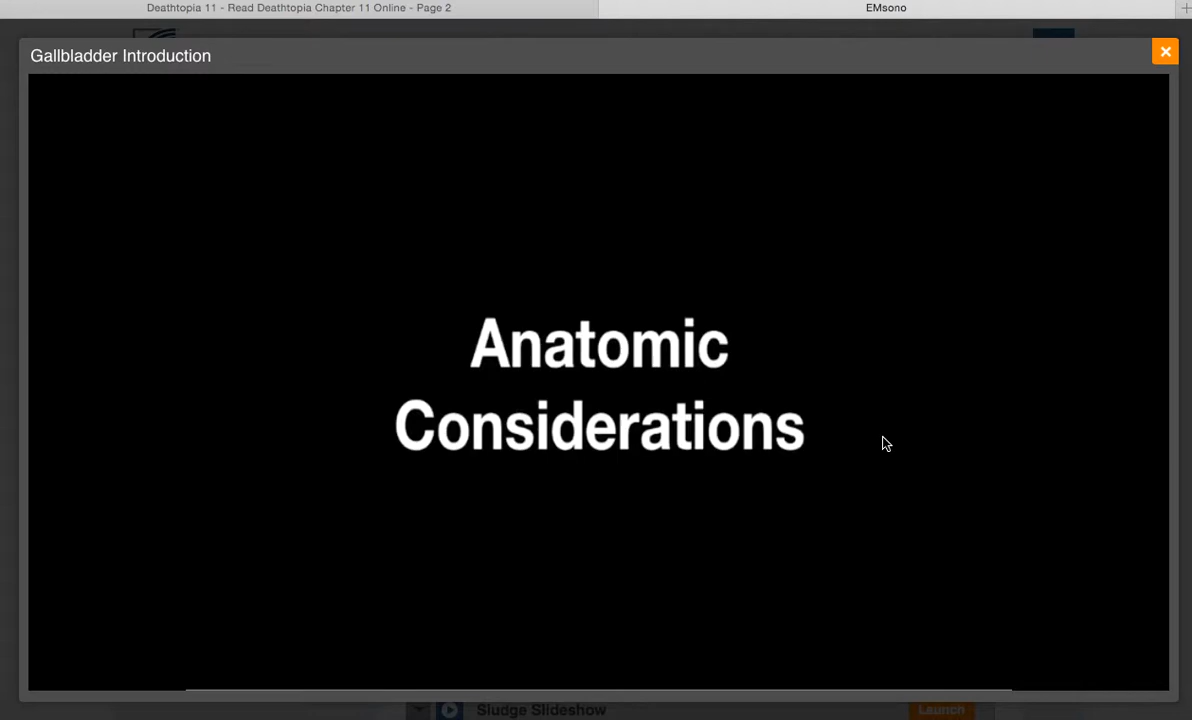 Deathtopia 11 - Read Deathtopia Chapter 11 Online - Page 2
EMsono
Gallbladder Introduction
Anatomic
Considerations
Sludge Slideshow
Launch